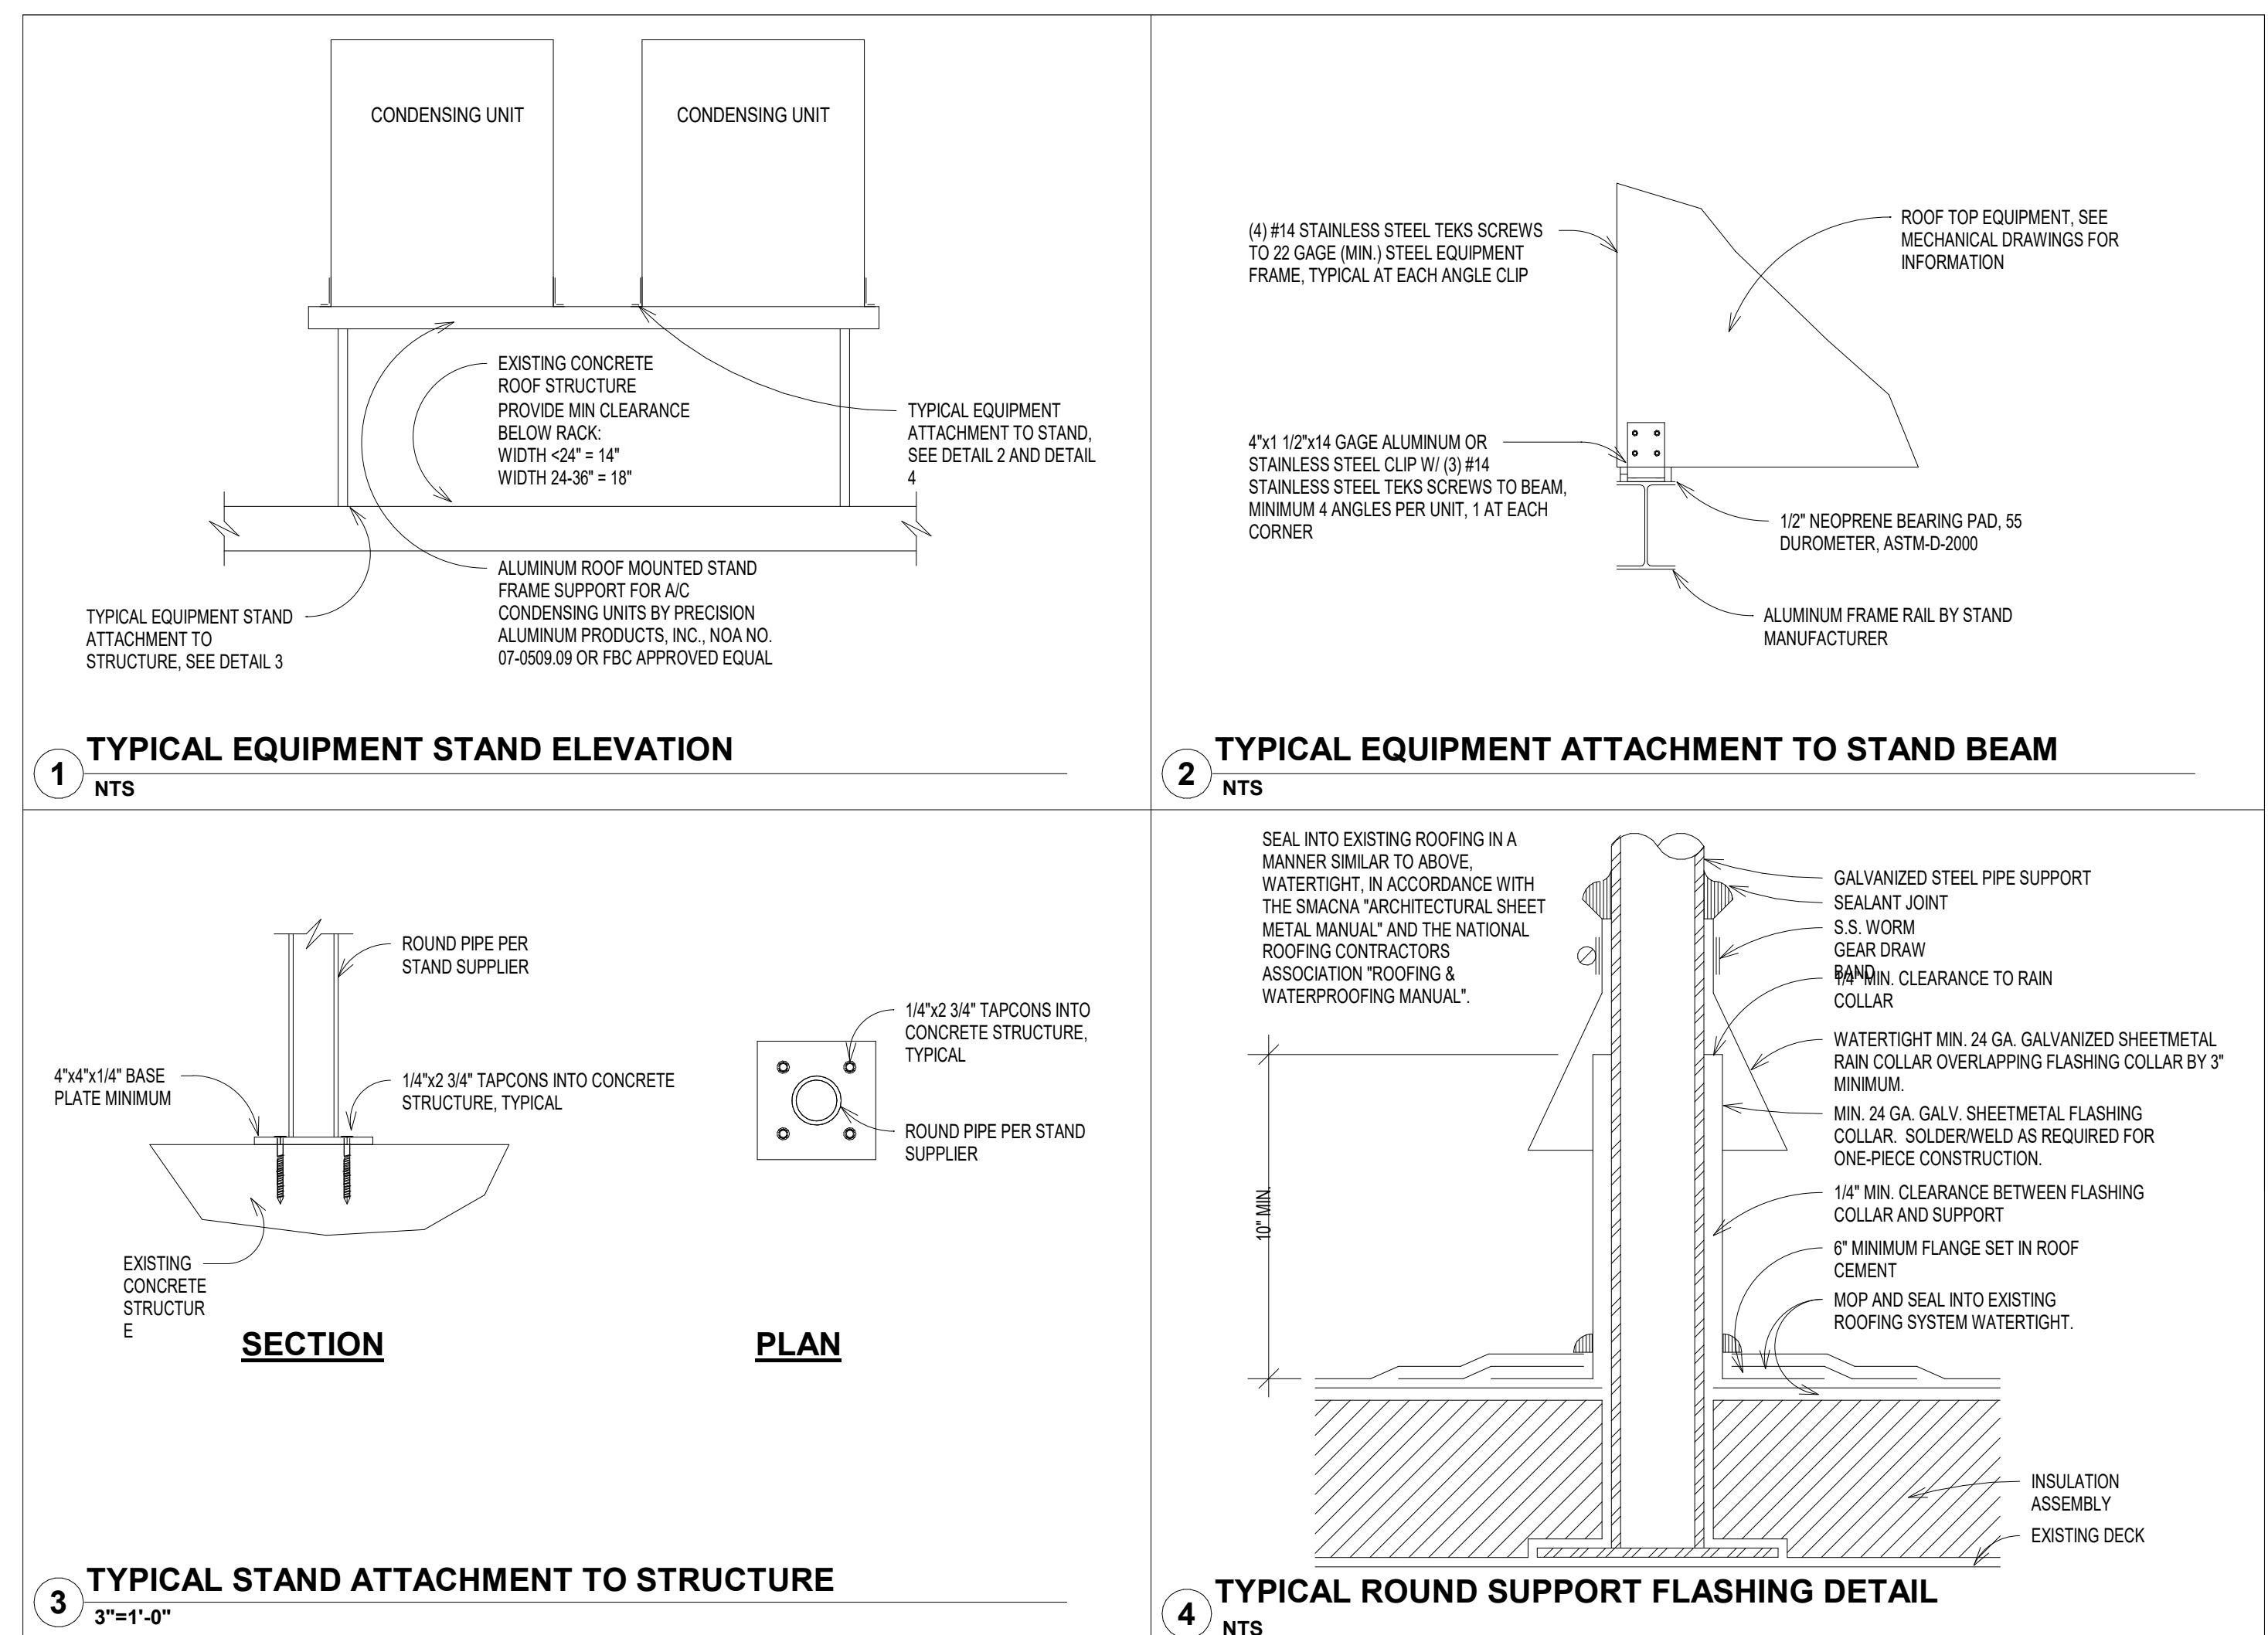 CONDENSING UNIT
CONDENSING UNIT
EXISTING CONCRETE
ROOF STRUCTURE
PROVIDE MIN CLEARANCE
BELOW RACK:
WIDTH <24" = 14"
WIDTH 24-36" = 18"
TYPICAL EQUIPMENT
ATTACHMENT TO STAND,
SEE DETAIL 2 AND DETAIL
4
ALUMINUM ROOF MOUNTED STAND
FRAME SUPPORT FOR A/C
CONDENSING UNITS BY PRECISION
ALUMINUM PRODUCTS, INC., NOA NO.
07-0509.09 OR FBC APPROVED EQUAL
TYPICAL EQUIPMENT STAND
ATTACHMENT TO
STRUCTURE, SEE DETAIL 3
1
TYPICAL EQUIPMENT STAND ELEVATION
NTS
(4) #14 STAINLESS STEEL TEKS SCREWS
TO 22 GAGE (MIN.) STEEL EQUIPMENT
FRAME, TYPICAL AT EACH ANGLE CLIP
ROOF TOP EQUIPMENT, SEE
MECHANICAL DRAWINGS FOR
INFORMATION
4"x1 1/2"x14 GAGE ALUMINUM OR
STAINLESS STEEL CLIP W/ (3) #14
STAINLESS STEEL TEKS SCREWS TO BEAM,
MINIMUM 4 ANGLES PER UNIT, 1 AT EACH
CORNER
1/2" NEOPRENE BEARING PAD, 55
DUROMETER, ASTM-D-2000
ALUMINUM FRAME RAIL BY STAND
MANUFACTURER
2
TYPICAL EQUIPMENT ATTACHMENT TO STAND BEAM
NTS
ROUND PIPE PER
STAND SUPPLIER
4"x4"x1/4" BASE
PLATE MINIMUM
1/4"x2 3/4" TAPCONS INTO CONCRETE
STRUCTURE, TYPICAL
EXISTING
CONCRETE
STRUCTUR
E
SECTION
1/4"x2 3/4" TAPCONS INTO
CONCRETE STRUCTURE,
TYPICAL
ROUND PIPE PER STAND
SUPPLIER
PLAN
3
TYPICAL STAND ATTACHMENT TO STRUCTURE
3"=1'-0"
SEAL INTO EXISTING ROOFING IN A
MANNER SIMILAR TO ABOVE,
WATERTIGHT, IN ACCORDANCE WITH
THE SMACNA "ARCHITECTURAL SHEET
METAL MANUAL" AND THE NATIONAL
ROOFING CONTRACTORS
ASSOCIATION "ROOFING &
WATERPROOFING MANUAL".
10" MIN.
GALVANIZED STEEL PIPE SUPPORT
SEALANT JOINT
S.S. WORM
GEAR DRAW
BAND
1/4" MIN. CLEARANCE TO RAIN
COLLAR
WATERTIGHT MIN. 24 GA. GALVANIZED SHEETMETAL
RAIN COLLAR OVERLAPPING FLASHING COLLAR BY 3"
MINIMUM.
MIN. 24 GA. GALV. SHEETMETAL FLASHING
COLLAR. SOLDER/WELD AS REQUIRED FOR
ONE-PIECE CONSTRUCTION.
1/4" MIN. CLEARANCE BETWEEN FLASHING
COLLAR AND SUPPORT
6" MINIMUM FLANGE SET IN ROOF
CEMENT
MOP AND SEAL INTO EXISTING
ROOFING SYSTEM WATERTIGHT.
INSULATION
ASSEMBLY
EXISTING DECK
4
TYPICAL ROUND SUPPORT FLASHING DETAIL
NTS